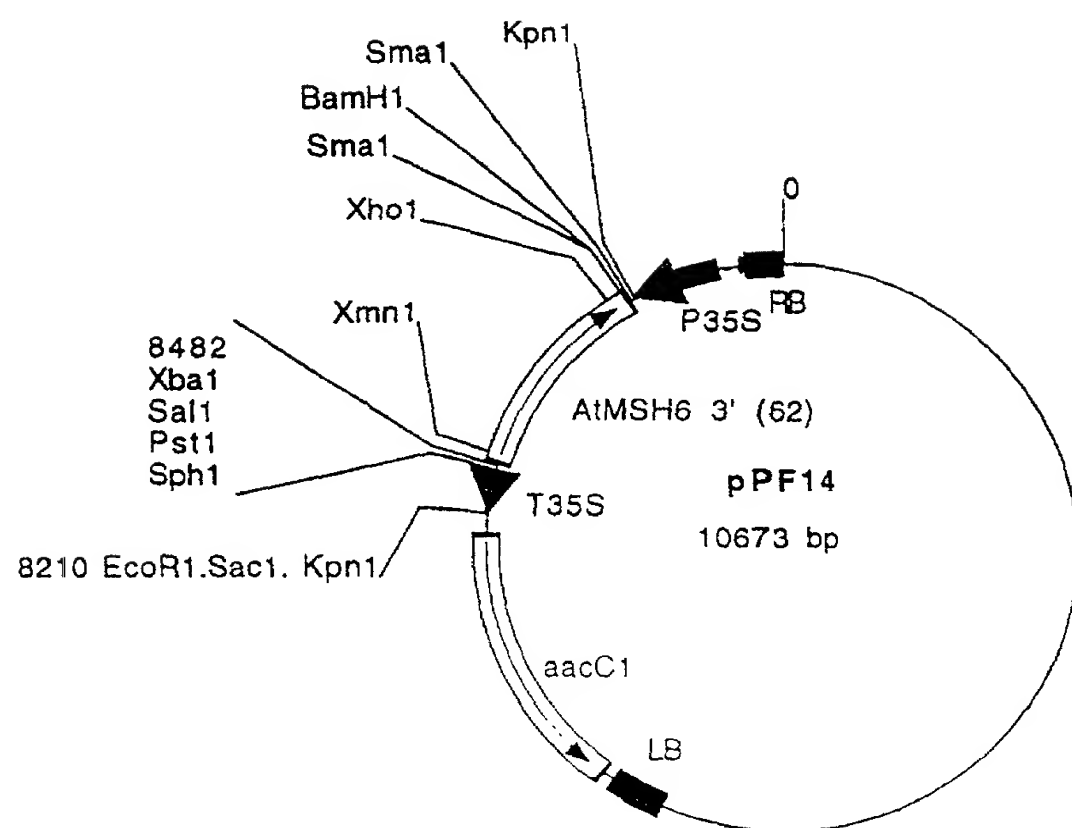 Kpn1
Sma1
BamH1
Sma1
Xho1
0
RB
P35S
Xmn1
8482
Xba1
Sal1
Pst1
Sph1
AtMSH6 3' (62)
pPF14
10673 bp
T35S
8210 EcoR1.Sac1. Kpn1
aacC1
LB